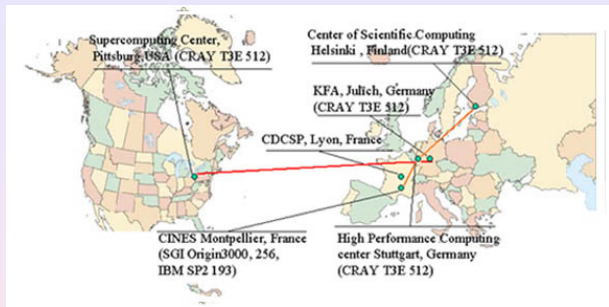 Supercomputing Center,
Pittsburg,USA (CRAY T3E 512)
Center of Scientific Computing
Helsinki , Finland(CRAY T3E 512)
KFA, Julich, Germany
(CRAY T3E 512)
CDCSP, Lyon, France
CINES Montpellier, France
(SGI Origin3000, 256,
IBM SP2 193)
High Performance Computing
center Stuttgart, Germany
(CRAY T3E 512)